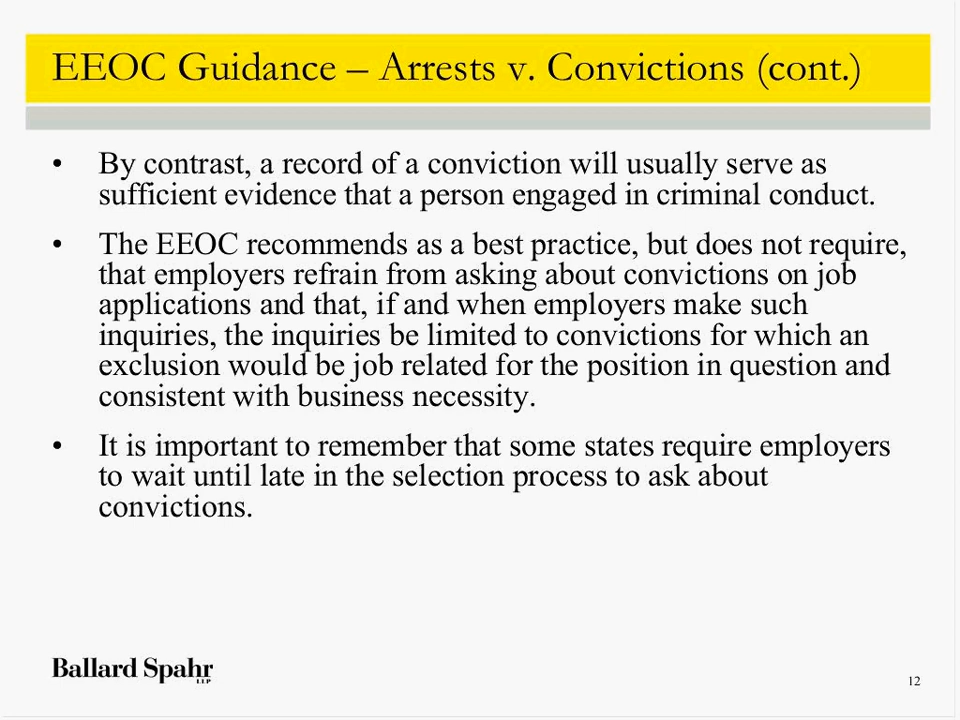 EEOC Guidance – Arrests v. Convictions (cont.)
• By contrast, a record of a conviction will usually serve as
sufficient evidence that a person engaged in criminal conduct.
• The EEOC recommends as a best practice, but does not require,
that employers refrain from asking about convictions on job
applications and that, if and when employers make such
inquiries, the inquiries be limited to convictions for which an
exclusion would be job related for the position in question and
consistent with business necessity.
• It is important to remember that some states require employers
to wait until late in the selection process to ask about
convictions.
Ballard Spahr
LLP
12